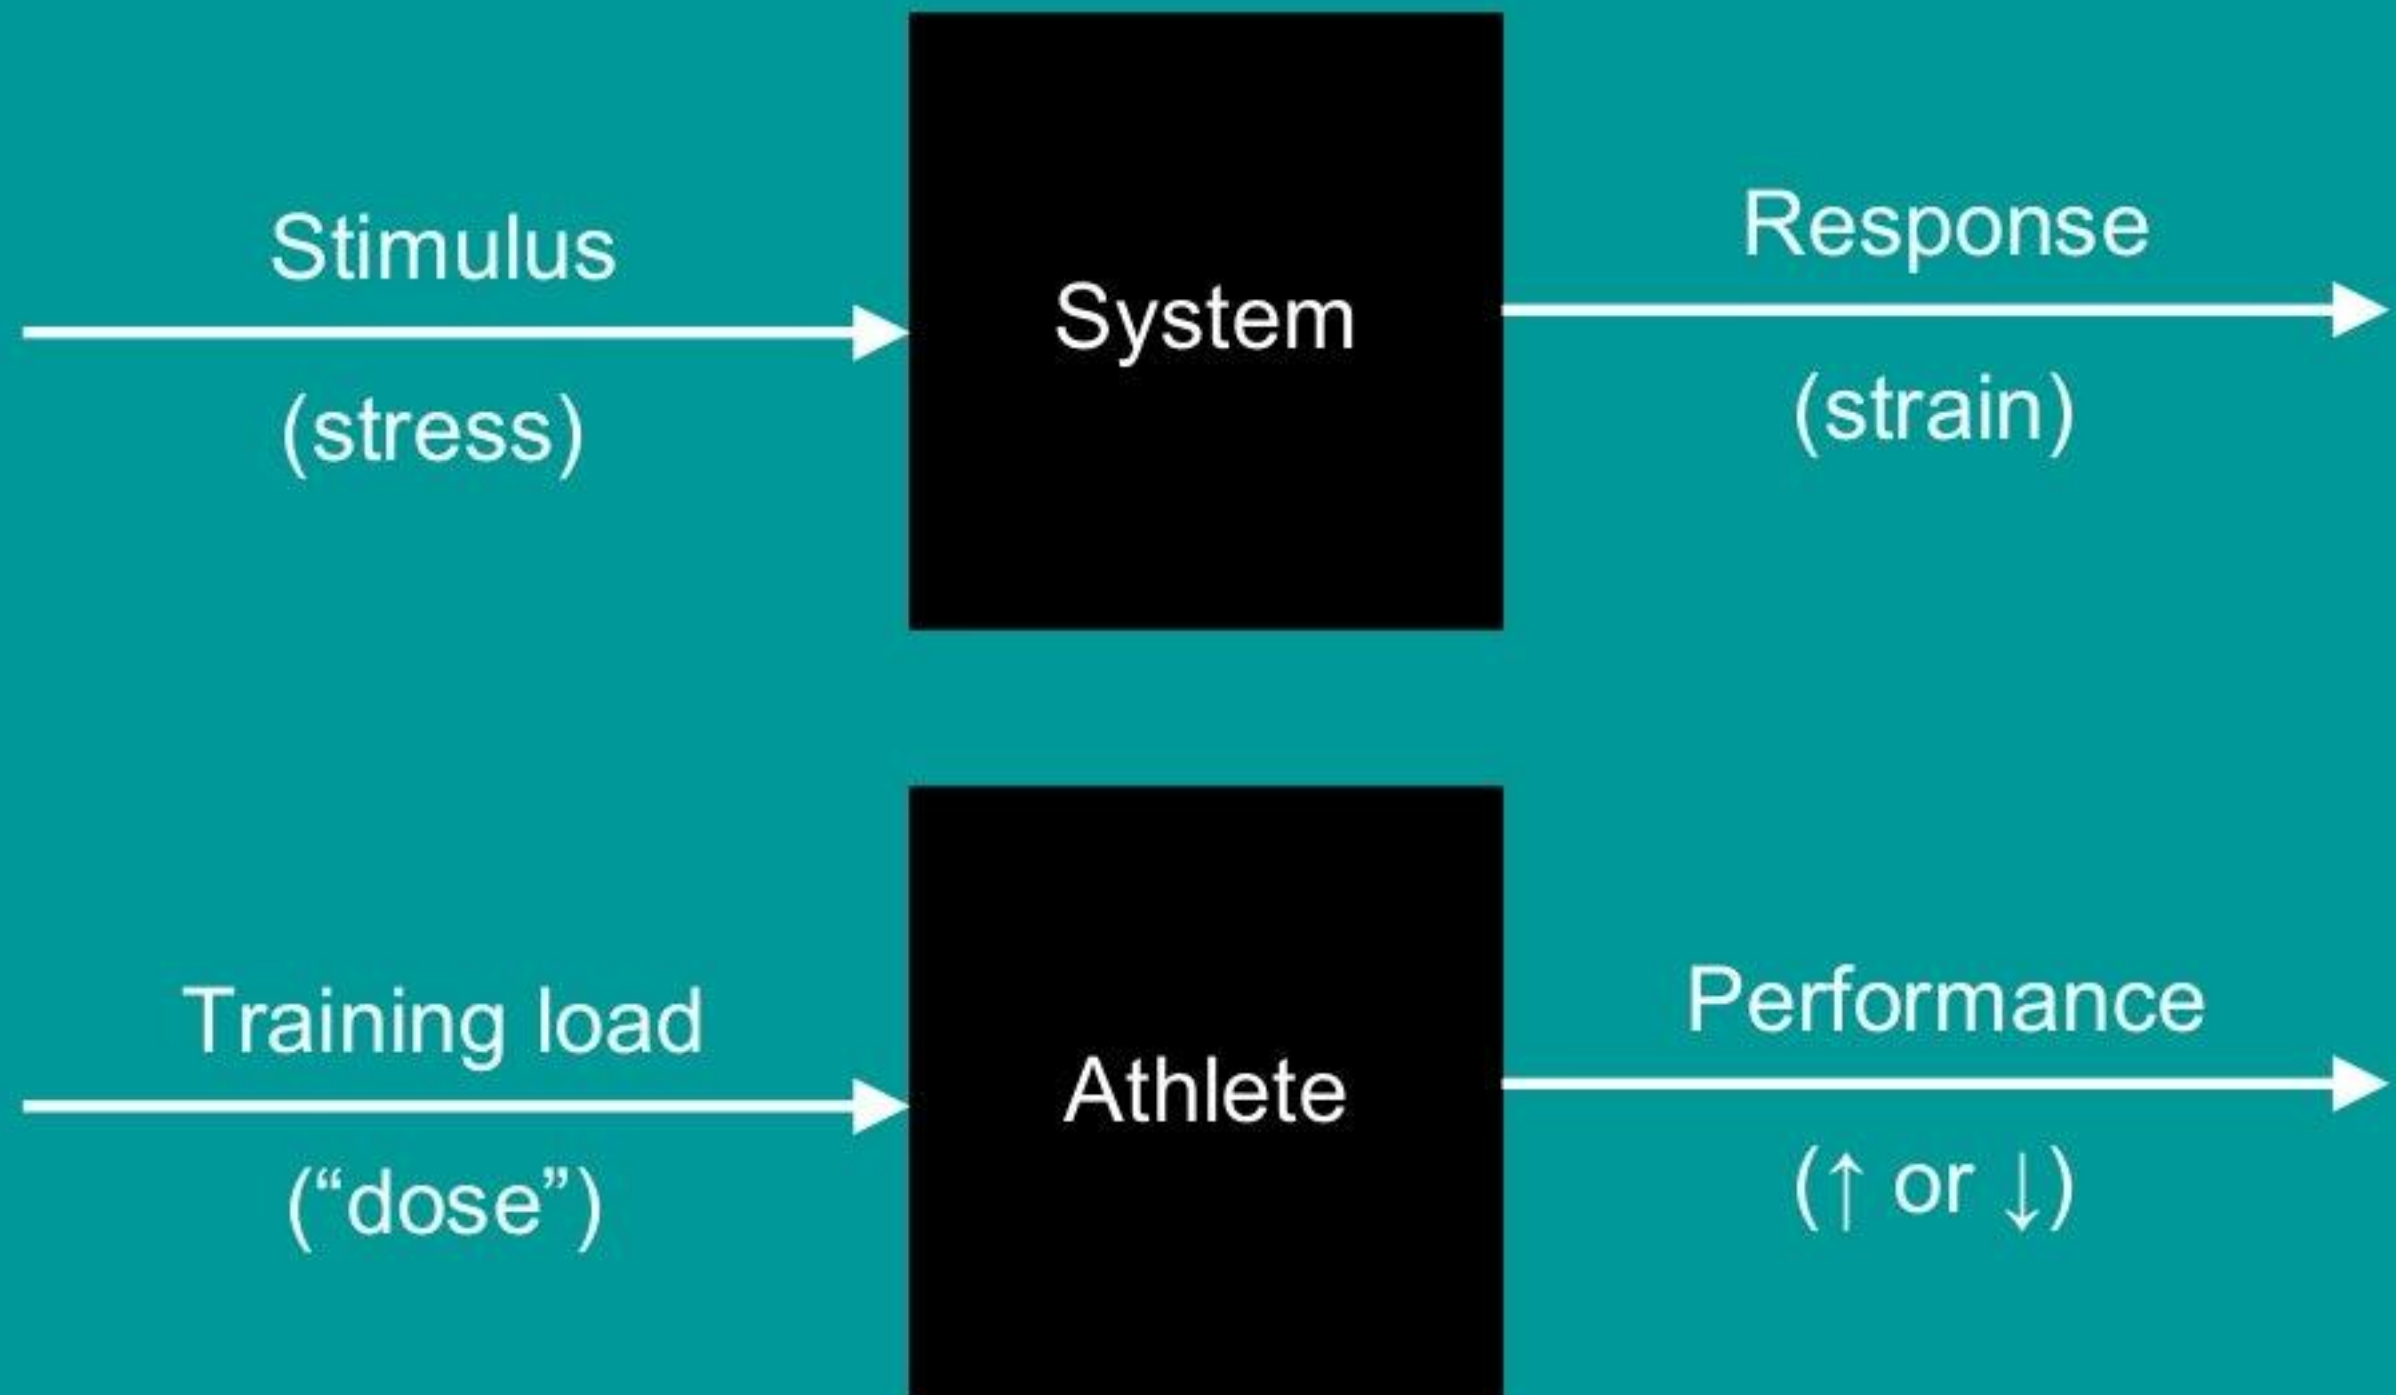 Stimulus
(stress)
System
Response
(strain)
Training load
(“dose”)
Athlete
Performance
(↑ or ↓)